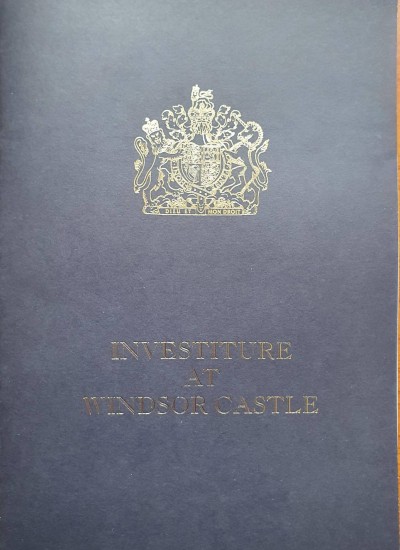 DIEU ET MON DROIT
INVESTITURE
AT
WINDSOR CASTLE